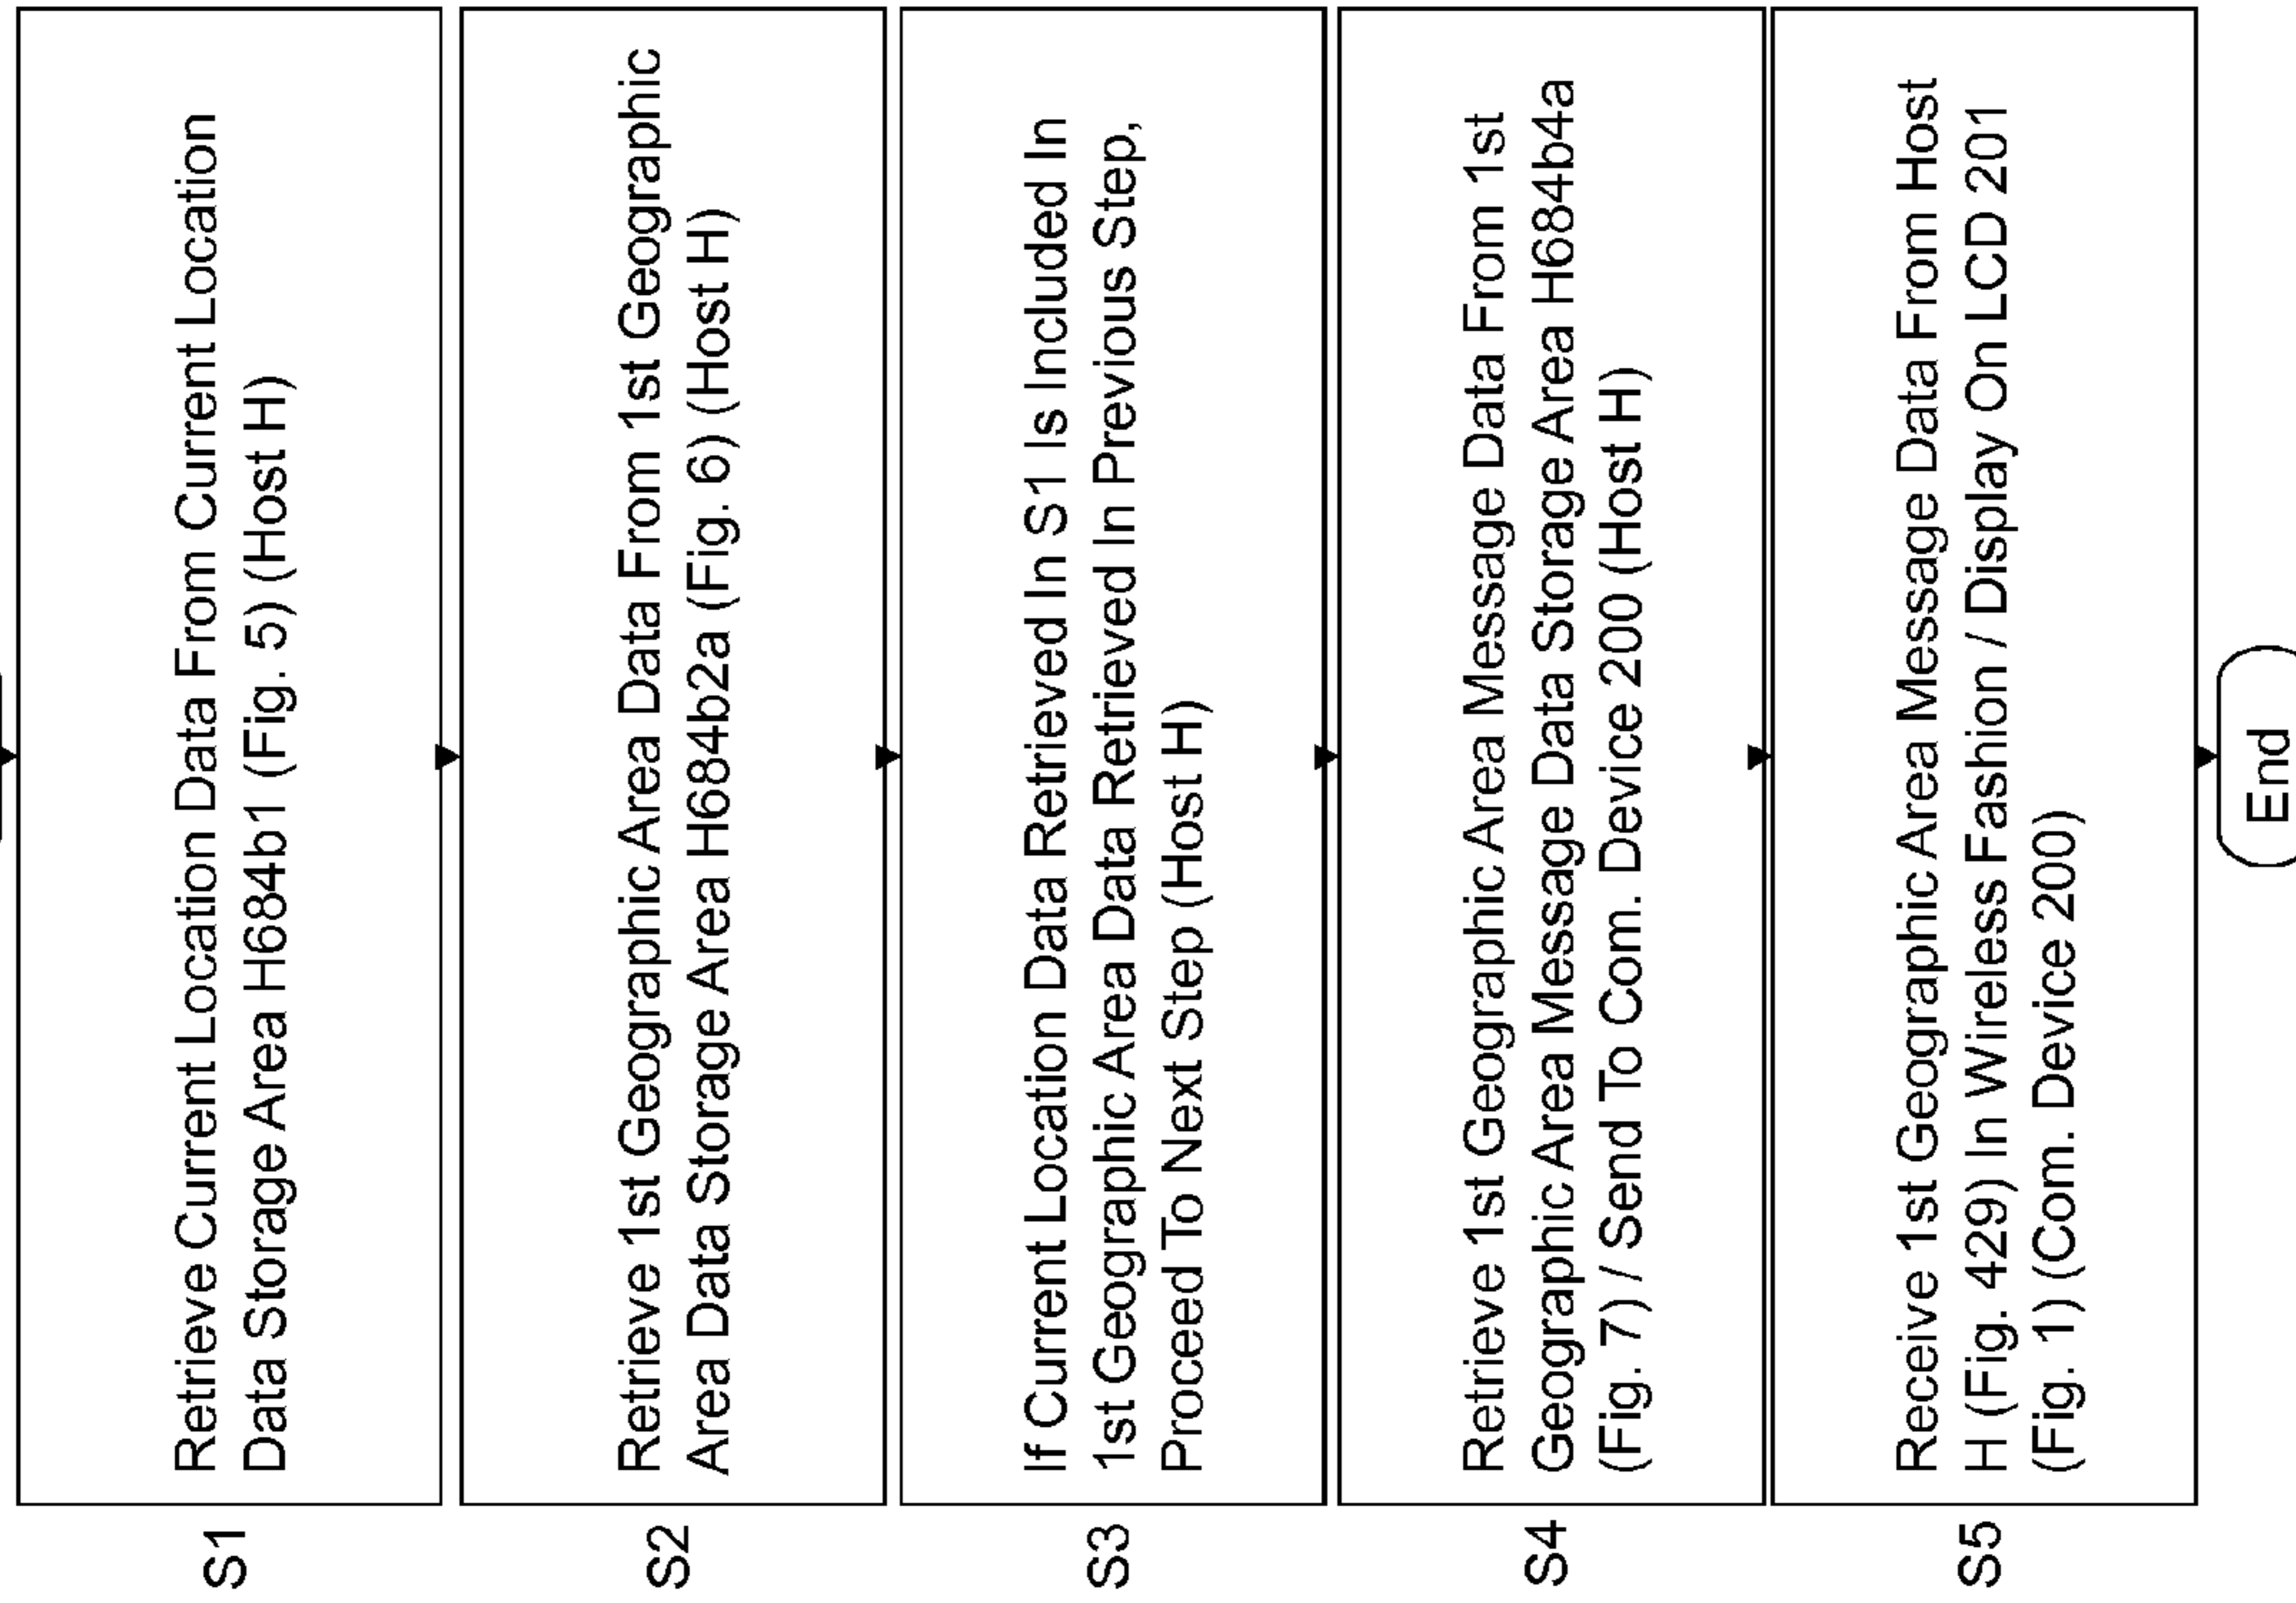 S1
Retrieve Current Location Data From Current Location
Data Storage Area H684b1 (Fig. 5) (Host H)
S2
Retrieve 1st Geographic Area Data From 1st Geographic
Area Data Storage Area H684b2a (Fig. 6) (Host H)
S3
If Current Location Data Retrieved In S1 Is Included In
1st Geographic Area Data Retrieved In Previous Step,
Proceed To Next Step (Host H)
S4
Retrieve 1st Geographic Area Message Data From 1st
Geographic Area Message Data Storage Area H684b4a
(Fig. 7) / Send To Com. Device 200 (Host H)
S5
Receive 1st Geographic Area Message Data From Host
H (Fig. 429) In Wireless Fashion / Display On LCD 201
(Fig. 1) (Com. Device 200)
End